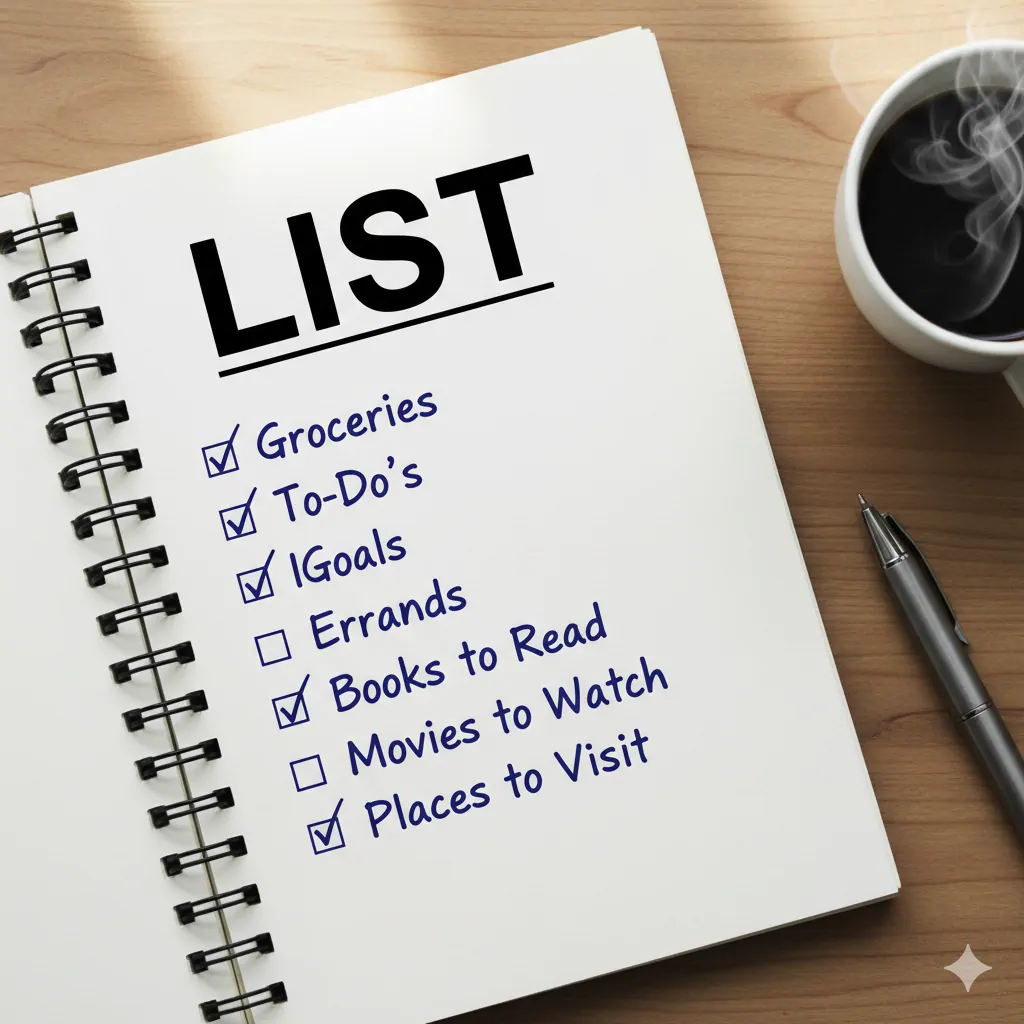 LIST
☑ Groceries
☑ To-Do's
☑ IGoals
☐ Errands
☑ Books to Read
☐ Movies to Watch
☑ Places to Visit